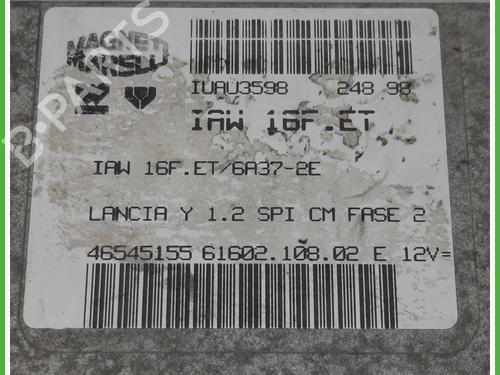 MAGNETI
MARELLI
IUAU3598 248 98
IAW 16F.ET
IAW 16F.ET/6A37-2E
LANCIA Y 1.2 SPI CM FASE 2
46545155 61602.108.02 E 12V=
B-PARTS